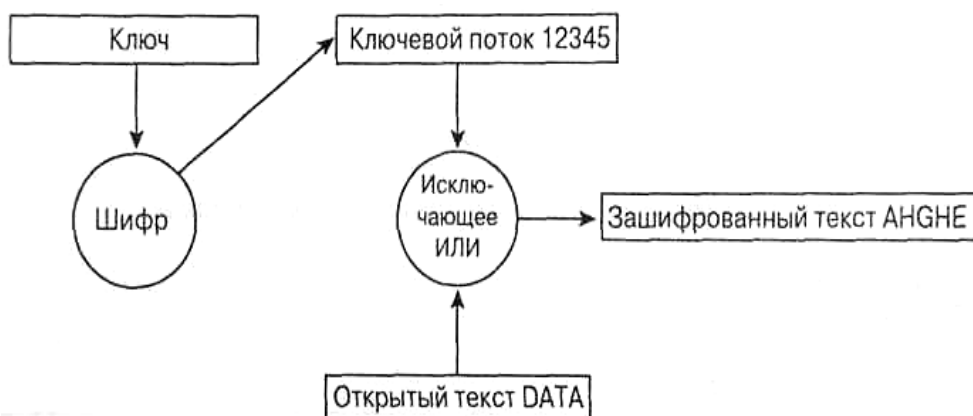 Ключ
Ключевой поток 12345
Шифр
Исклю-
чающее
ИЛИ
Зашифрованный текст AHGHE
Открытый текст DATA